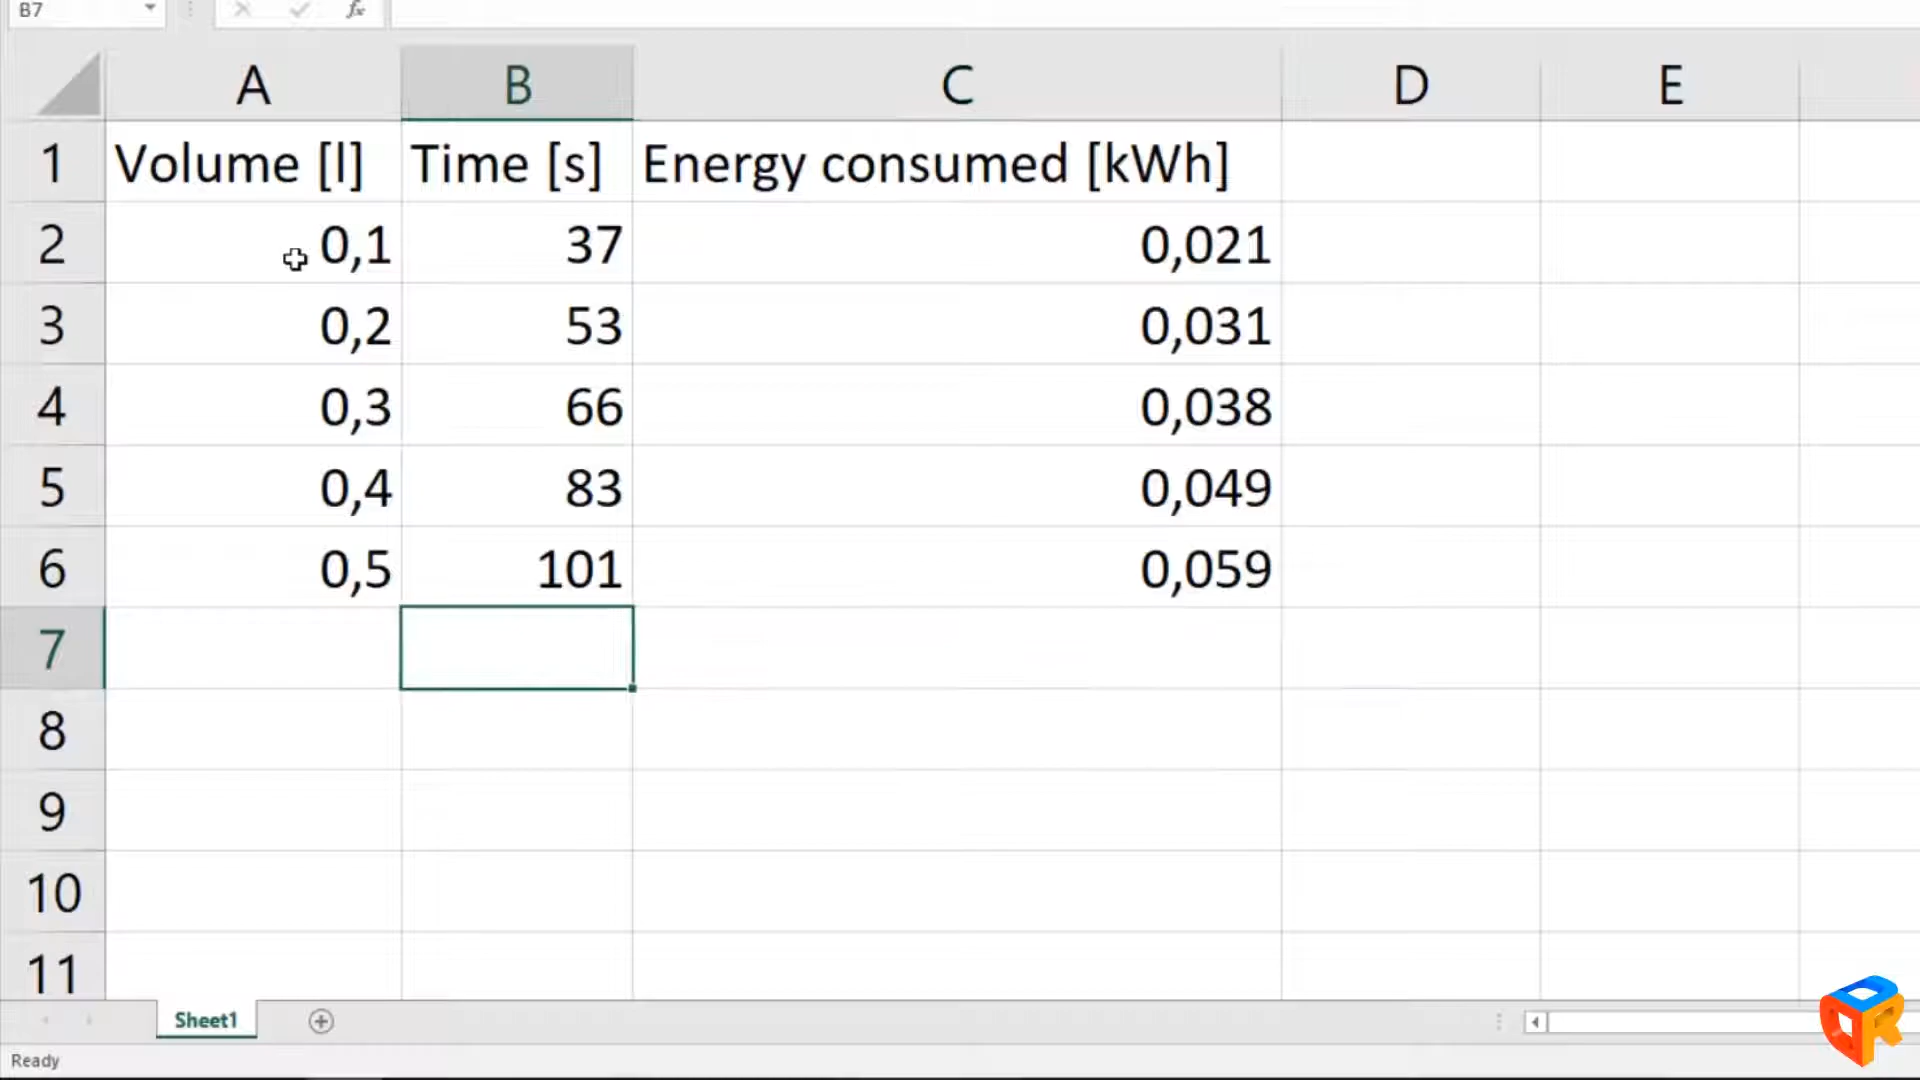 B7 fx
A B C D E
1 Volume [l] Time [s] Energy consumed [kWh]
2 0,1 37 0,021
3 0,2 53 0,031
4 0,3 66 0,038
5 0,4 83 0,049
6 0,5 101 0,059
7
8
9
10
11
Sheet1
Ready